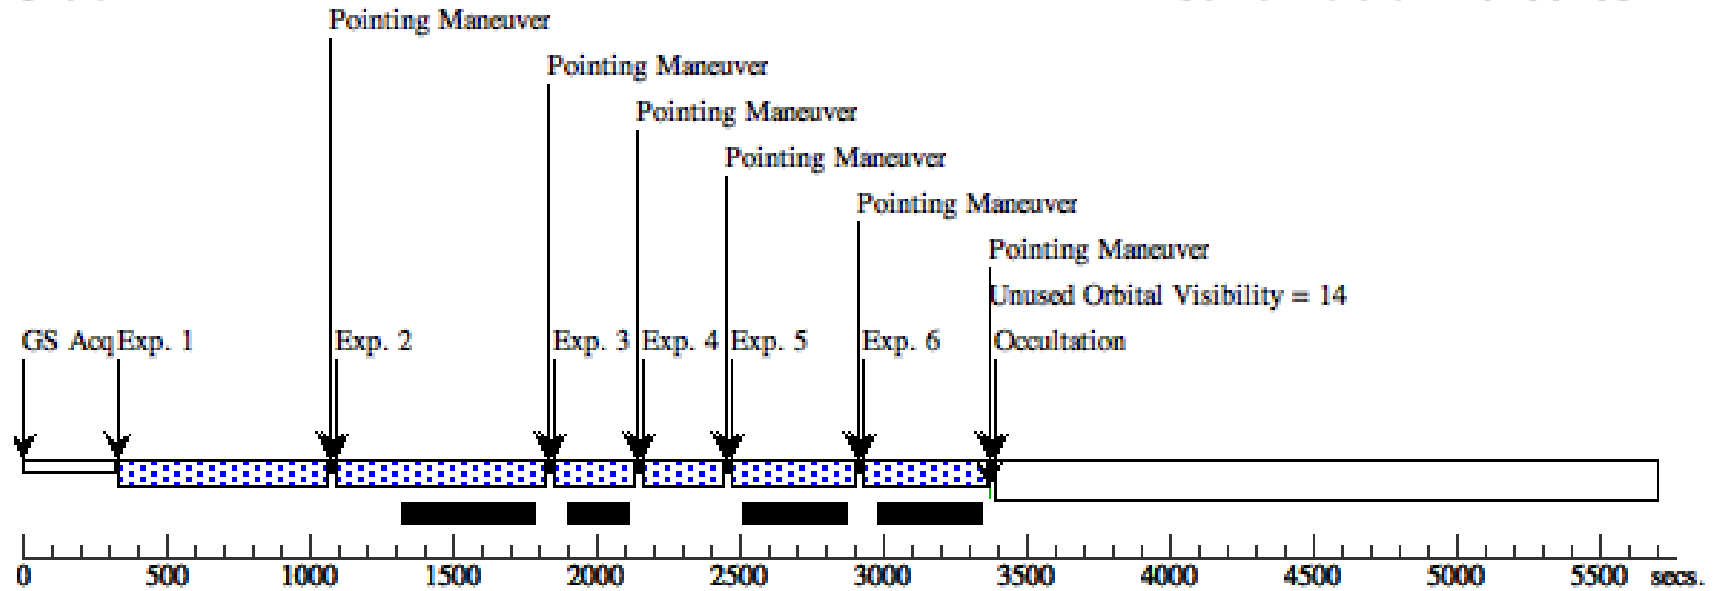 Pointing Maneuver
Pointing Maneuver
Pointing Maneuver
Pointing Maneuver
Pointing Maneuver
Pointing Maneuver
Unused Orbital Visibility = 14
GS Acq Exp. 1 Exp. 2 Exp. 3 Exp. 4 Exp. 5 Exp. 6 Occultation
0 500 1000 1500 2000 2500 3000 3500 4000 4500 5000 5500 secs.